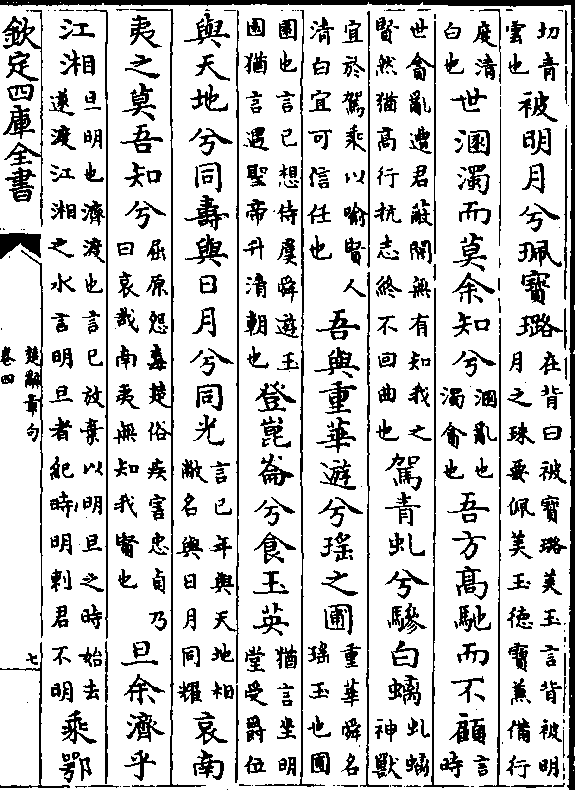 切青雲也被明月兮珮寶璐在背曰被寶璐美玉言背被明月之珠要佩美玉德寶蕪備行
度清白也世溷濁而莫余知兮溷亂也濁貪也吾方髙馳而不顧言時
世貪亂遭君蔽闇無有知我之賢然猶髙行抗志終不回曲也駕青虬兮驂白螭虬螭神獸
宜於駕乘以喻賢人清白宜可信任也吾與重華遊兮瑤之圃重華舜名瑤玉也圃
園也言已想侍虞舜遊玉園猶言遇聖帝升清朝也登崑崙兮食玉英猶言坐明堂受爵位
與天地兮同夀與日月兮同光言已年與天地相敝名與日月同耀哀南
夷之莫吾知兮屈原怨毒楚俗疾害忠貞乃曰哀哉南夷無知我賢也旦余濟乎
江湘旦明也濟渡也言已放棄以明旦之時始去遂渡江湘之水言明旦者紀時明刺君不明乘鄂
欽定四庫全書
楚辭章句
卷四
七